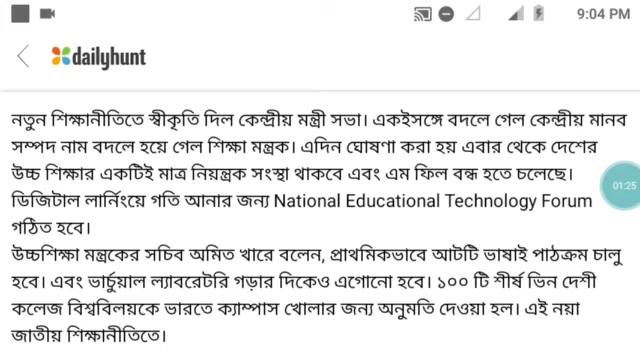 9:04 PM
dailyhunt
নতুন শিক্ষানীতিতে স্বীকৃতি দিল কেন্দ্রীয় মন্ত্রী সভা। একইসঙ্গে বদলে গেল কেন্দ্রীয় মানব
সম্পদ নাম বদলে হয়ে গেল শিক্ষা মন্ত্রক। এদিন ঘোষণা করা হয় এবার থেকে দেশের
উচ্চ শিক্ষার একটিই মাত্র নিয়ন্ত্রক সংস্থা থাকবে এবং এম ফিল বন্ধ হতে চলেছে।
ডিজিটাল লার্নিংয়ে গতি আনার জন্য National Educational Technology Forum
01:25
গঠিত হবে।
উচ্চশিক্ষা মন্ত্রকের সচিব অমিত খারে বলেন, প্রাথমিকভাবে আটটি ভাষাই পাঠক্রম চালু
হবে। এবং ভার্চুয়াল ল্যাবরেটরি গড়ার দিকেও এগোনো হবে। ১০০ টি শীর্ষ ভিন দেশী
কলেজ বিশ্ববিলয়কে ভারতে ক্যাম্পাস খোলার জন্য অনুমতি দেওয়া হল। এই নয়া
জাতীয় শিক্ষানীতিতে।